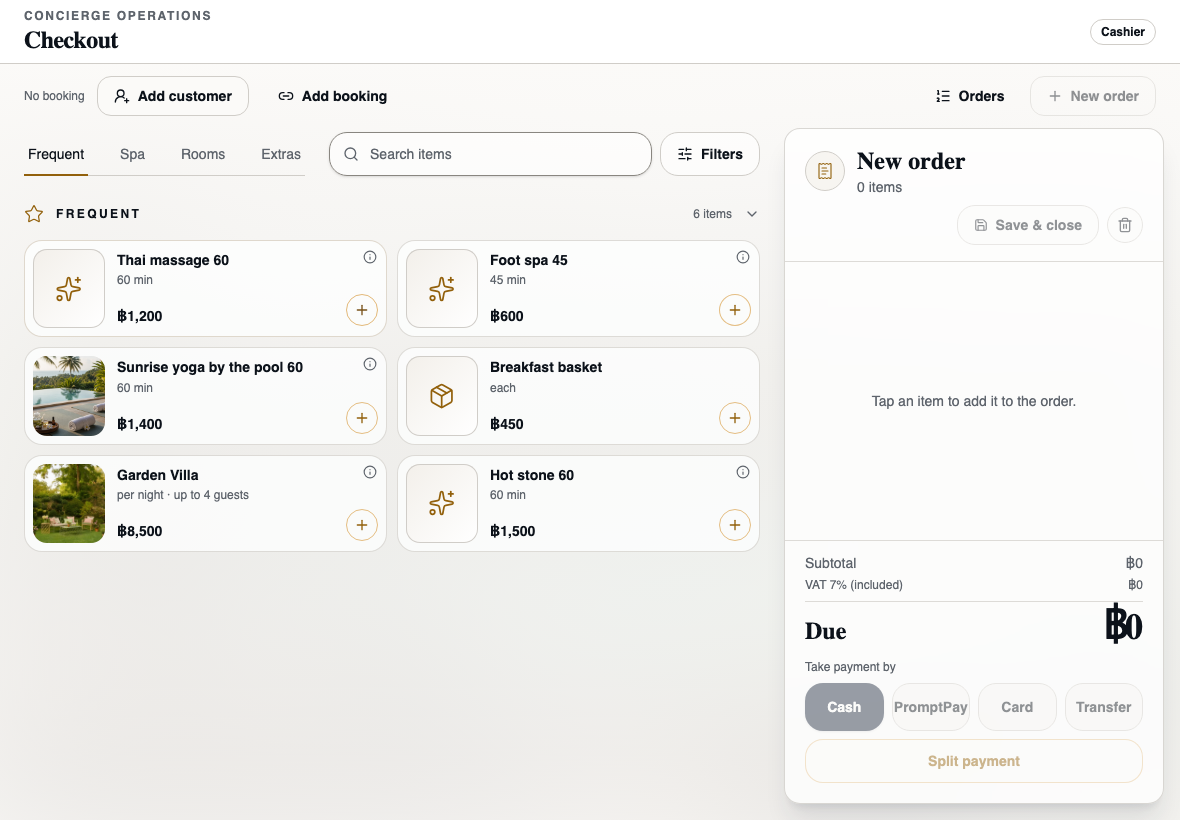 CONCIERGE OPERATIONS
Checkout
Cashier
No booking
Add customer
Add booking
Orders
New order
Frequent
Spa
Rooms
Extras
Search items
Filters
FREQUENT
6 items
Thai massage 60
60 min
฿1,200
Foot spa 45
45 min
฿600
Sunrise yoga by the pool 60
60 min
฿1,400
Breakfast basket
each
฿450
Garden Villa
per night · up to 4 guests
฿8,500
Hot stone 60
60 min
฿1,500
New order
0 items
Save & close
Tap an item to add it to the order.
Subtotal ฿0
VAT 7% (included) ฿0
Due ฿0
Take payment by
Cash
PromptPay
Card
Transfer
Split payment